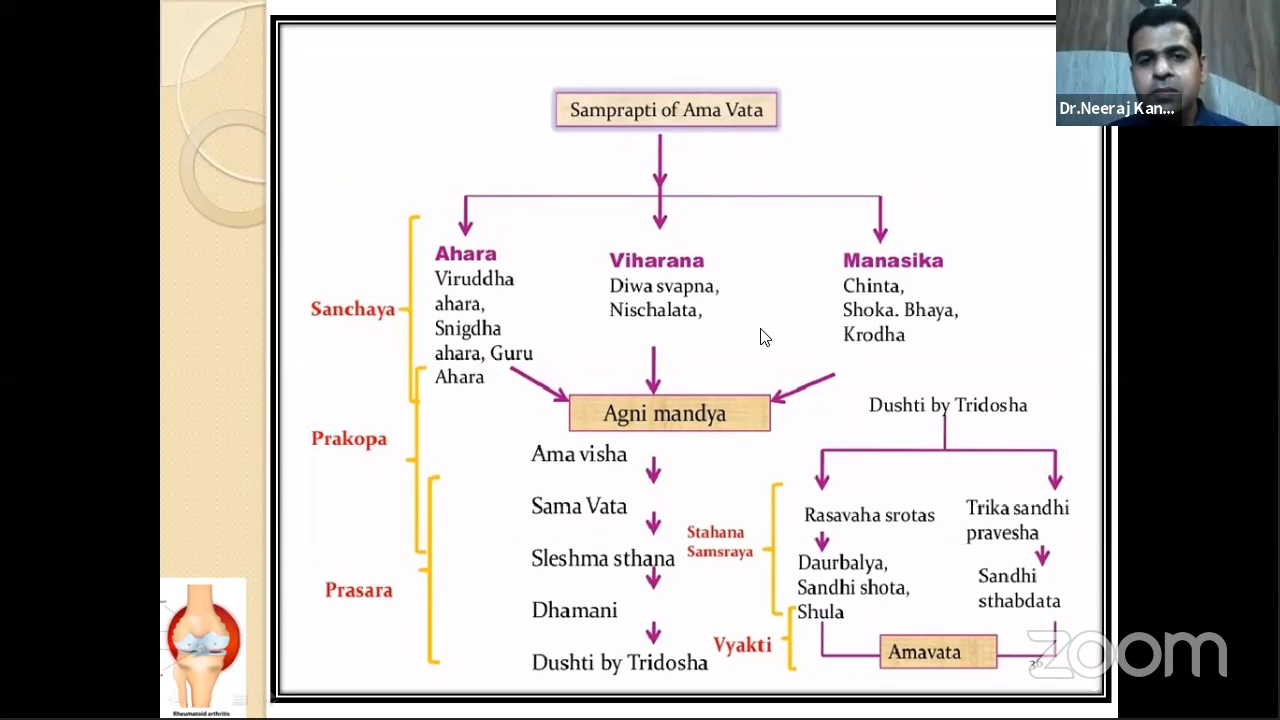 Dr.Neeraj Kan...
Samprapti of Ama Vata
Ahara
Viruddha
ahara,
Snigdha
ahara, Guru
Ahara
Viharana
Diwa svapna,
Nischalata,
Manasika
Chinta,
Shoka. Bhaya,
Krodha
Sanchaya
Prakopa
Prasara
Agni mandya
Ama visha
Sama Vata
Sleshma sthana
Dhamani
Dushti by Tridosha
Dushti by Tridosha
Stahana
Samsraya
Rasavaha srotas
Daurbalya,
Sandhi shota,
Shula
Trika sandhi
pravesha
Sandhi
sthabdata
Vyakti
Amavata
36
zoom
Rheumatoid arthritis